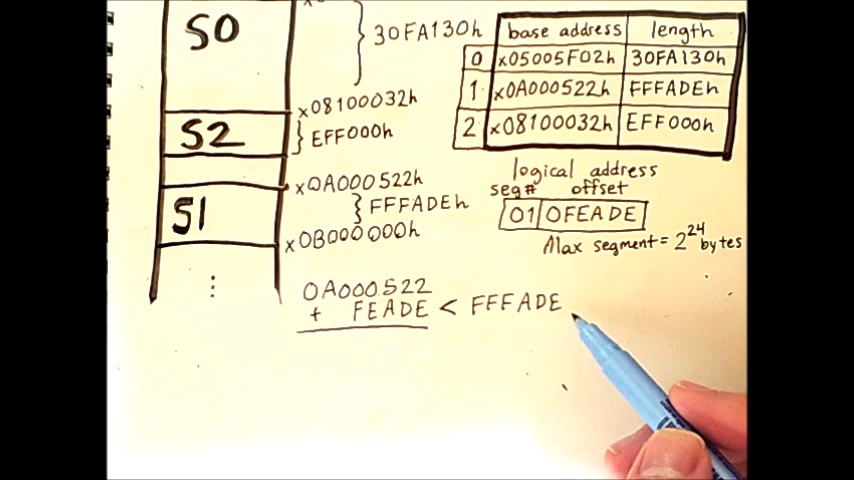 S0
30FA130h
x08100032h
S2
EFF000h
x0A000522h
S1
FFFADEh
x0B000000h
⋮
base address length
0 x05005F02h 30FA130h
1 x0A000522h FFFADEh
2 x08100032h EFF000h
logical address
seg# offset
01 0FEADE
Max segment = 2^24 bytes
0A000522
+ FEADE < FFFADE